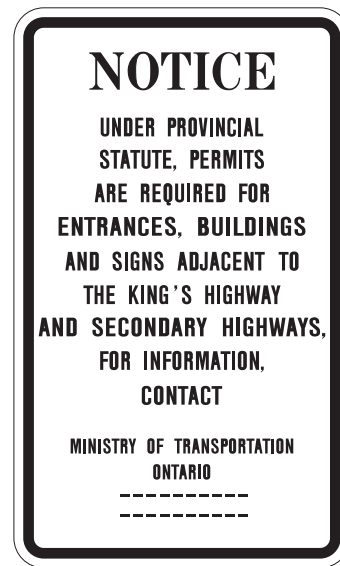 NOTICE
UNDER PROVINCIAL
STATUTE, PERMITS
ARE REQUIRED FOR
ENTRANCES, BUILDINGS
AND SIGNS ADJACENT TO
THE KING'S HIGHWAY
AND SECONDARY HIGHWAYS,
FOR INFORMATION,
CONTACT
MINISTRY OF TRANSPORTATION
ONTARIO